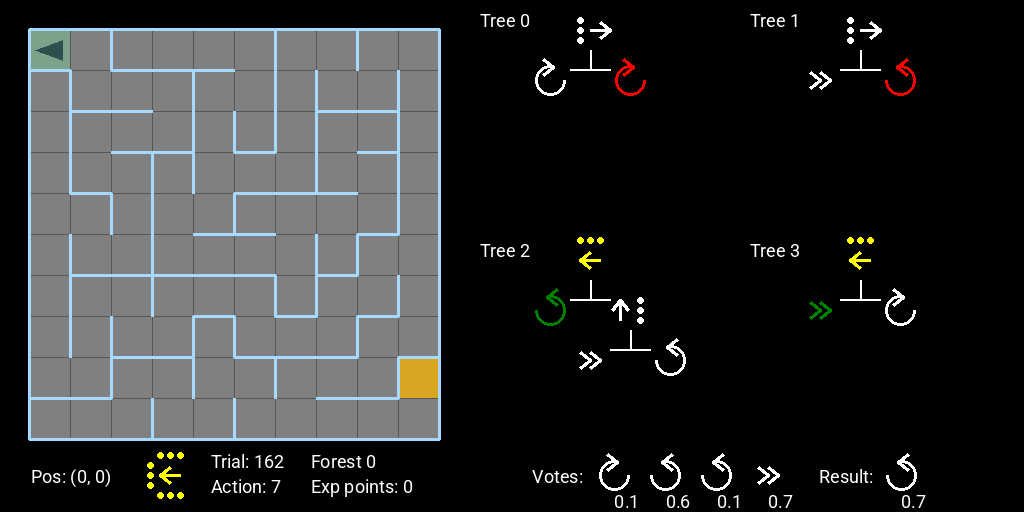 Tree 0
Tree 1
Tree 2
Tree 3
Pos: (0, 0)
Trial: 162
Forest 0
Action: 7
Exp points: 0
Votes:
0.1
0.6
0.1
0.7
Result:
0.7